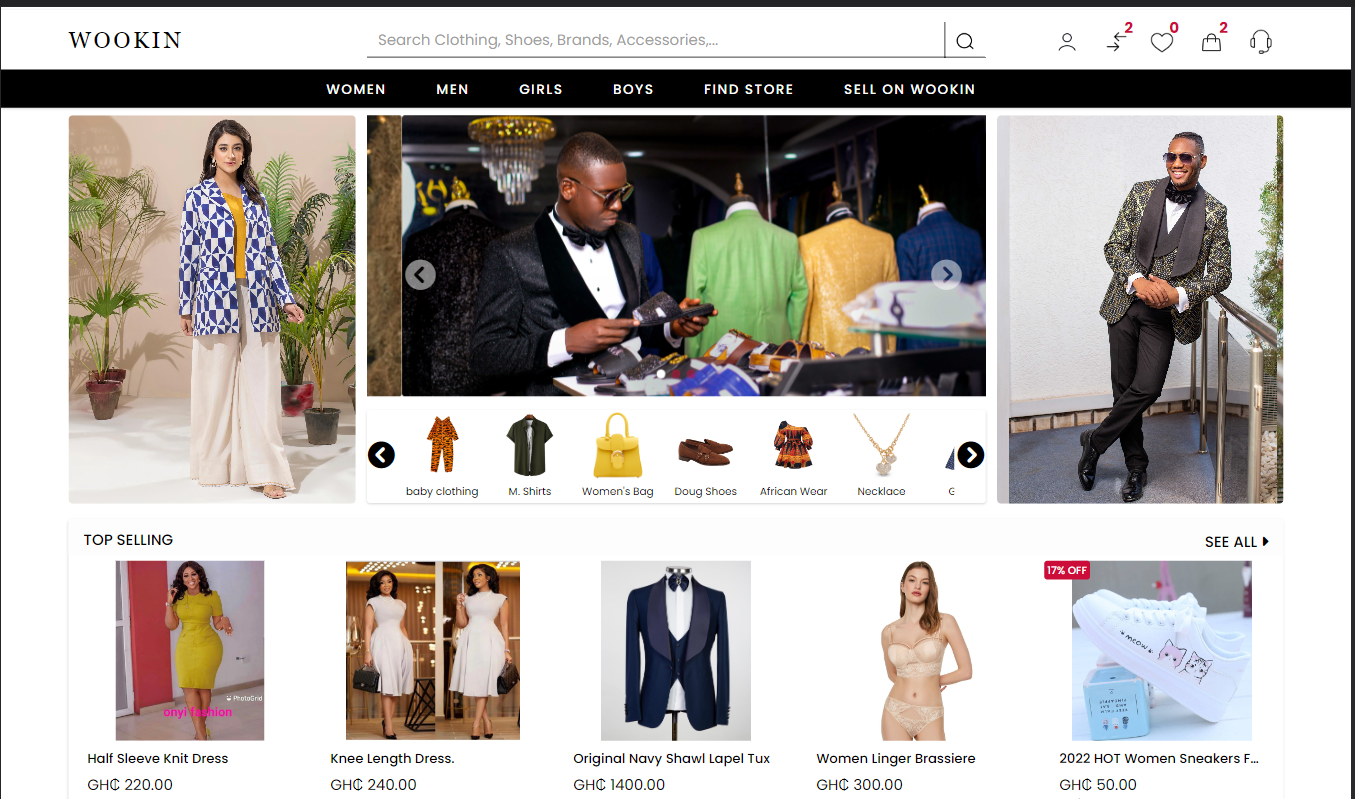 WOOKIN
Search Clothing, Shoes, Brands, Accessories,...
2
0
2
WOMEN
MEN
GIRLS
BOYS
FIND STORE
SELL ON WOOKIN
baby clothing
M. Shirts
Women's Bag
Doug Shoes
African Wear
Necklace
G
TOP SELLING
SEE ALL
PhotoGrid
onyi fashion
17% OFF
meow
Half Sleeve Knit Dress
GH₵ 220.00
Knee Length Dress.
GH₵ 240.00
Original Navy Shawl Lapel Tux
GH₵ 1400.00
Women Linger Brassiere
GH₵ 300.00
2022 HOT Women Sneakers F...
GH₵ 50.00